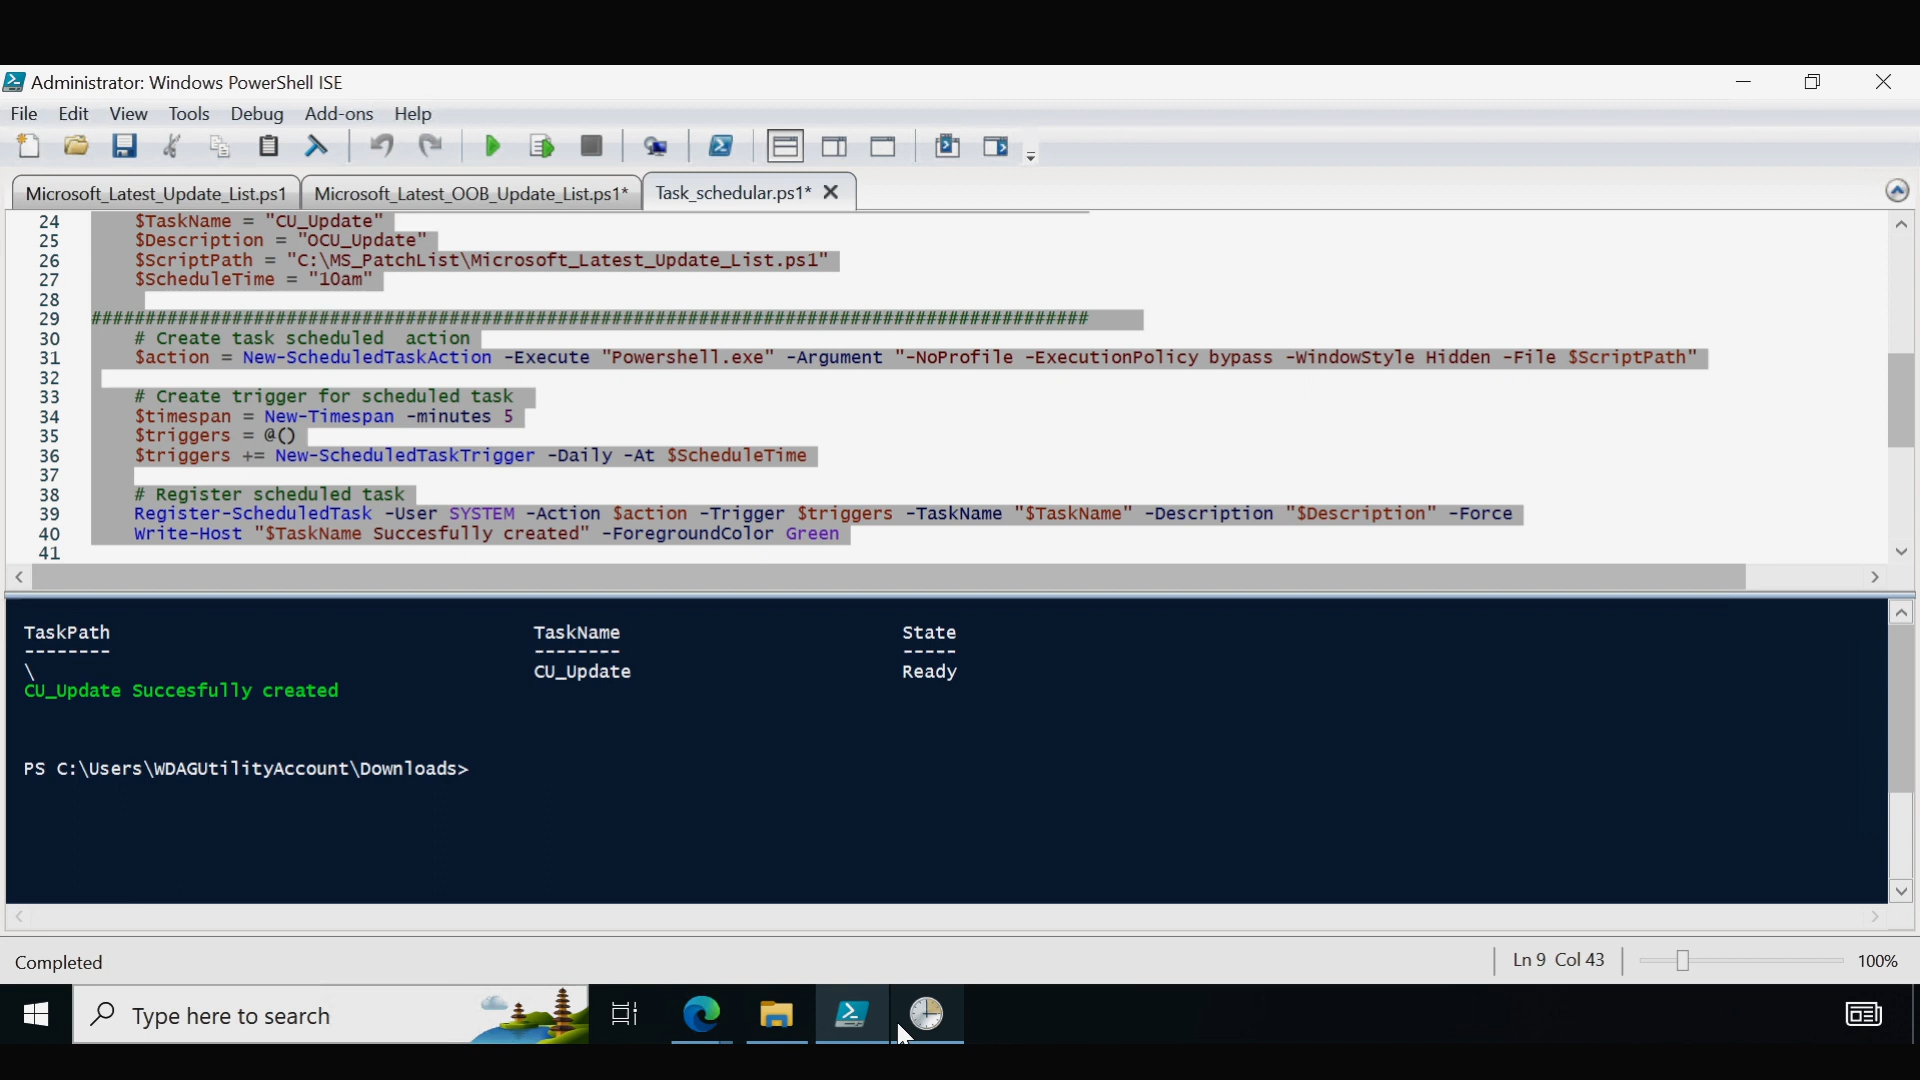 Administrator: Windows PowerShell ISE
File Edit View Tools Debug Add-ons Help
Microsoft_Latest_Update_List.ps1 Microsoft_Latest_OOB_Update_List.ps1* Task_schedular.ps1*
24 $TaskName = "CU_Update"
25 $Description = "OCU_Update"
26 $ScriptPath = "C:\MS_PatchList\Microsoft_Latest_Update_List.ps1"
27 $ScheduleTime = "10am"
28
29 ############################################################################################
30 # Create task scheduled  action
31 $action = New-ScheduledTaskAction -Execute "Powershell.exe" -Argument "-NoProfile -ExecutionPolicy bypass -WindowStyle Hidden -File $ScriptPath"
32
33 # Create trigger for scheduled task
34 $timespan = New-Timespan -minutes 5
35 $triggers = @()
36 $triggers += New-ScheduledTaskTrigger -Daily -At $ScheduleTime
37
38 # Register scheduled task
39 Register-ScheduledTask -User SYSTEM -Action $action -Trigger $triggers -TaskName "$TaskName" -Description "$Description" -Force
40 Write-Host "$TaskName Succesfully created" -ForegroundColor Green
41
TaskPath TaskName State
-------- -------- -----
\ CU_Update Ready
CU_Update Succesfully created
PS C:\Users\WDAGUtilityAccount\Downloads>
Completed Ln 9 Col 43 100%
Type here to search